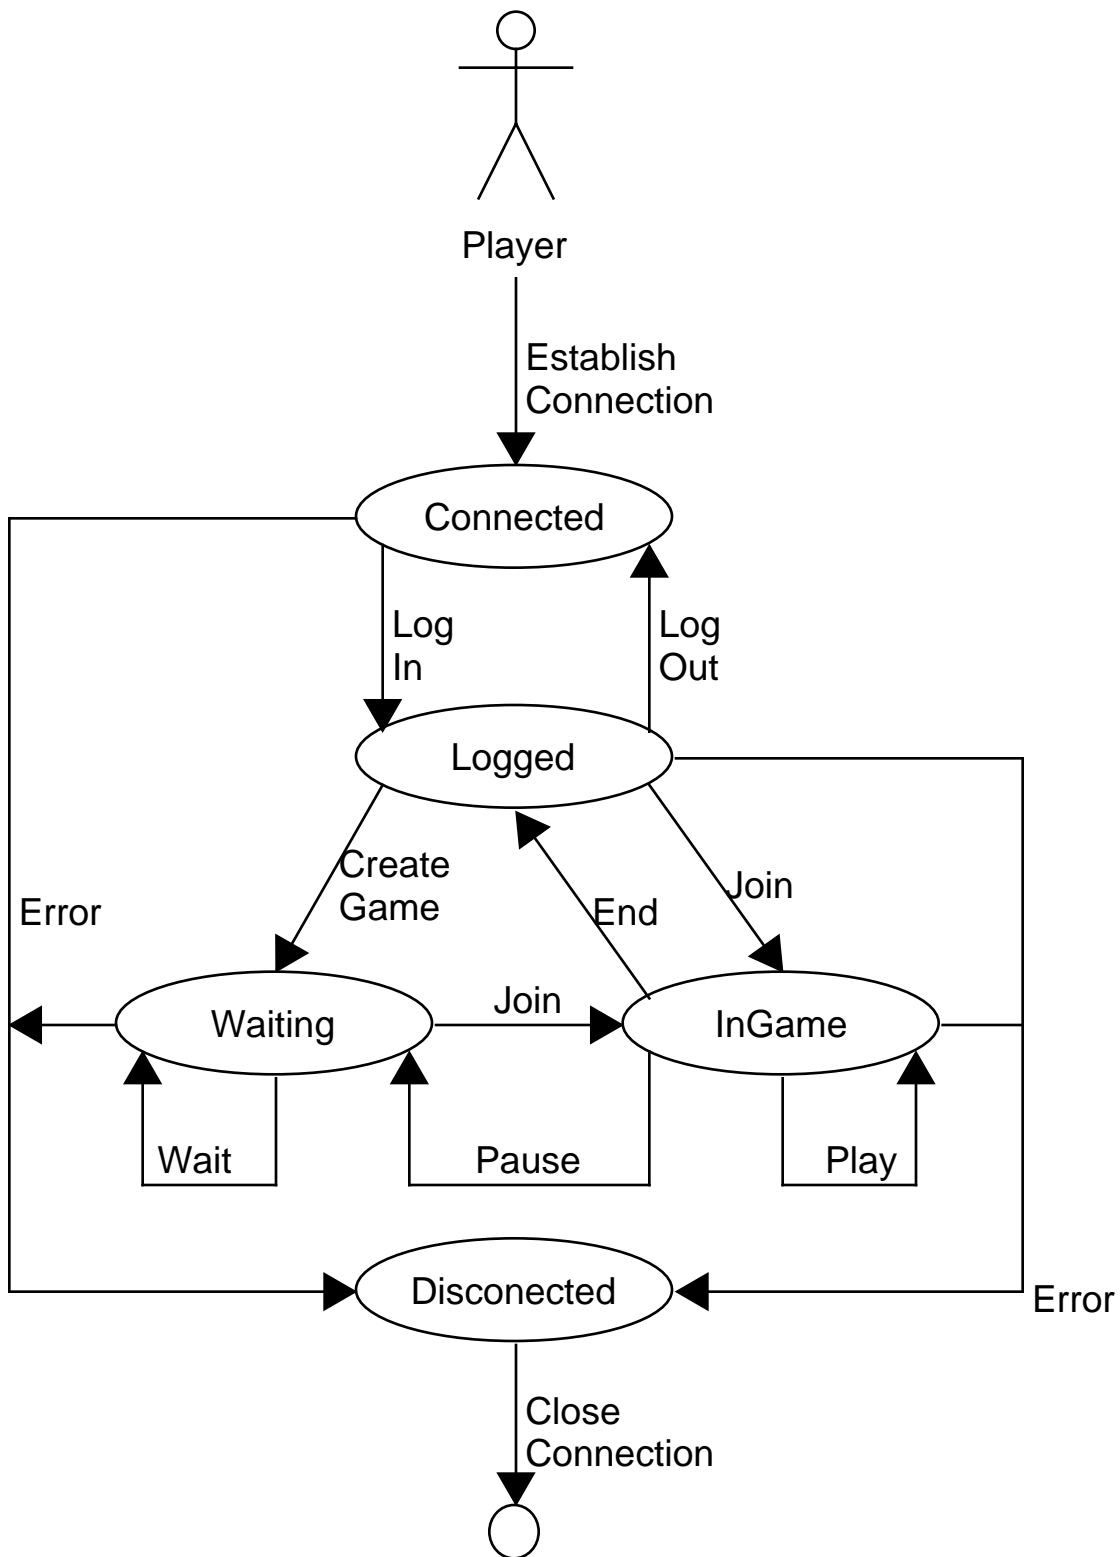 Player
Establish
Connection
Connected
Log
In
Log
Out
Logged
Create
Game
Join
Error
End
Waiting
Join
InGame
Wait
Pause
Play
Disconected
Error
Close
Connection